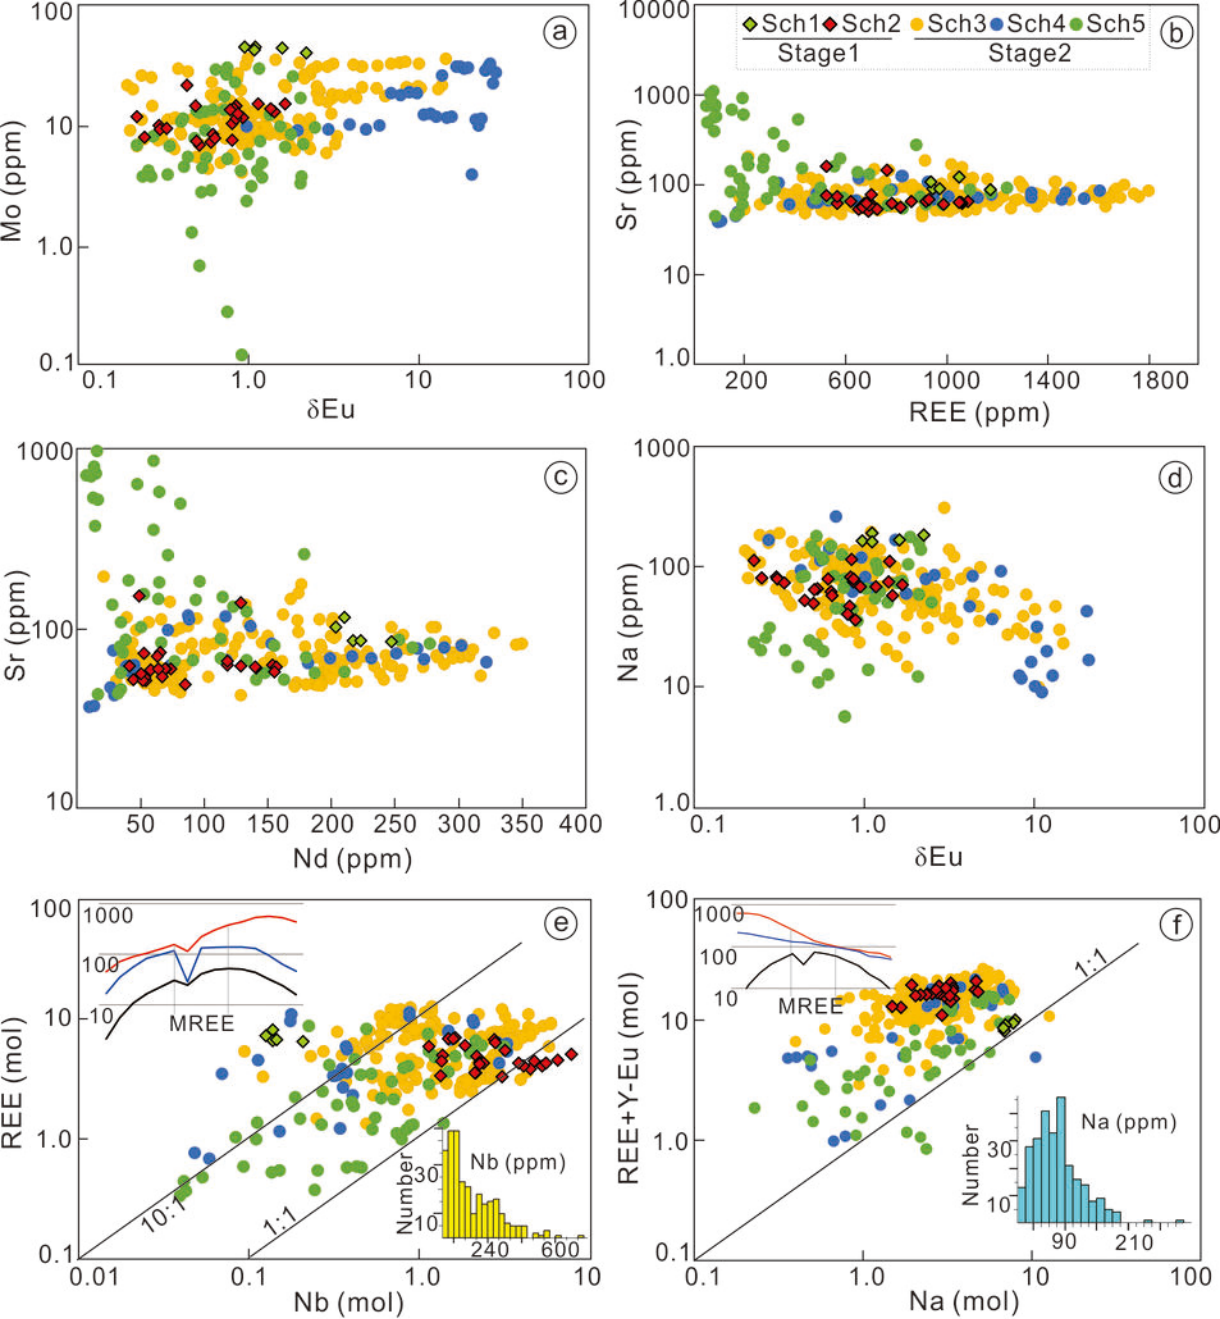 100
10
1.0
0.1
Mo (ppm)
0.1
1.0
10
100
δEu
a
10000
1000
100
10
1.0
Sr (ppm)
200
600
1000
1400
1800
REE (ppm)
Sch1
Sch2
Sch3
Sch4
Sch5
Stage1
Stage2
b
1000
100
10
Sr (ppm)
50
100
150
200
250
300
350
400
Nd (ppm)
c
1000
100
10
1.0
Na (ppm)
0.1
1.0
10
100
δEu
d
100
10
1.0
0.1
REE (mol)
0.01
0.1
1.0
10
Nb (mol)
e
1000
100
10
MREE
10:1
1:1
Number
30
10
Nb (ppm)
240
600
100
10
1.0
0.1
REE+Y-Eu (mol)
0.1
1.0
10
100
Na (mol)
f
1000
100
10
MREE
1:1
Number
30
10
Na (ppm)
90
210